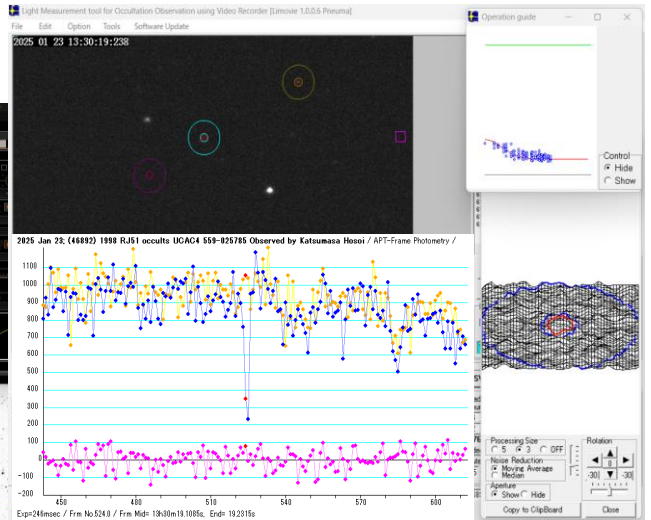 Light Measurement tool for Occultation Observation using Video Recorder [Limovie 1.0.0.6 Pneuma]
File Edit Option Tools Software Update
2025 01 23 13:30:19:238
Operation guide
Control
Hide
Show
2025 Jan 23; (46892) 1998 RJ51 occults UCAC4 559-025785 Observed by Katsumasa Hosoi / APT-Frame Photometry /
1100
1000
900
800
700
600
500
400
300
200
100
0
-100
-200
450 480 510 540 570 600
Exp=246msec / Frm No.524.0 / Frm Mid= 13h30m19.1085s, End= 19.2315s
Processing Size
5 3 OFF
Noise Reduction
Moving Average
Median
Aperture
Show Hide
Rotation
0
-30 -30
Copy to ClipBoard
Close